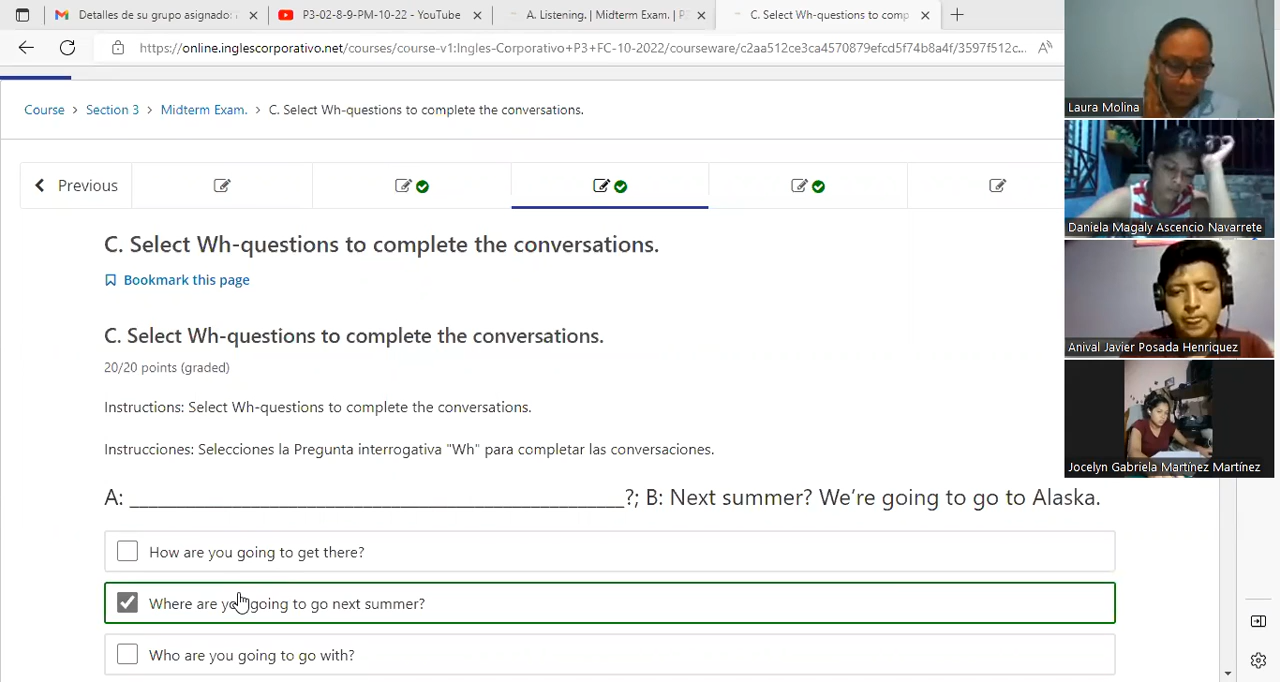 Detalles de su grupo asignado:
P3-02-8-9-PM-10-22 - YouTube
A. Listening. | Midterm Exam. | P
C. Select Wh-questions to comp
https://online.inglescorporativo.net/courses/course-v1:Ingles-Corporativo+P3+FC-10-2022/courseware/c2aa512ce3ca4570879efcd5f74b8a4f/3597f512c...
Course > Section 3 > Midterm Exam. > C. Select Wh-questions to complete the conversations.
Previous
C. Select Wh-questions to complete the conversations.
Bookmark this page
C. Select Wh-questions to complete the conversations.
20/20 points (graded)
Instructions: Select Wh-questions to complete the conversations.
Instrucciones: Selecciones la Pregunta interrogativa "Wh" para completar las conversaciones.
A: ______________________________________________?; B: Next summer? We're going to go to Alaska.
How are you going to get there?
Where are you going to go next summer?
Who are you going to go with?
Laura Molina
Daniela Magaly Ascencio Navarrete
Anival Javier Posada Henriquez
Jocelyn Gabriela Martínez Martínez